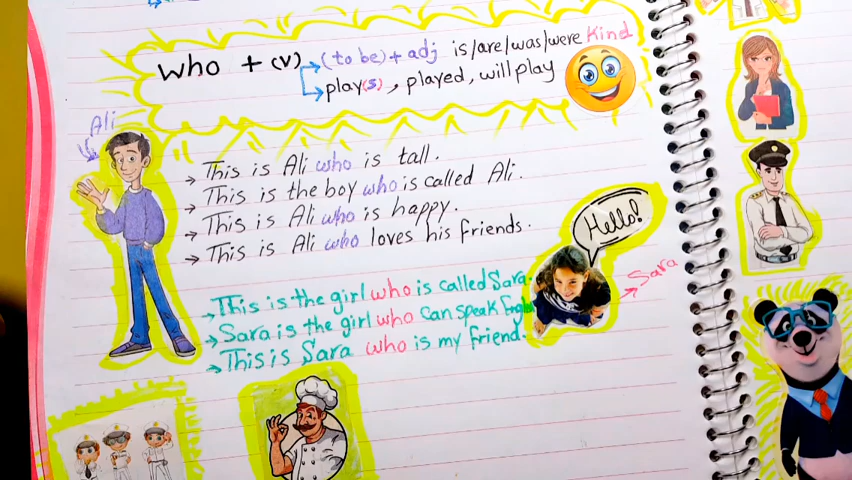 who + (v) (to be) + adj is/are/was/were kind
play(s), played, will play
Ali
→ This is Ali who is tall.
→ This is the boy who is called Ali.
→ This is Ali who is happy.
→ This is Ali who loves his friends.
Hello!
Sara
→ This is the girl who is called Sara.
→ Sara is the girl who can speak
→ This is Sara who is my friend.